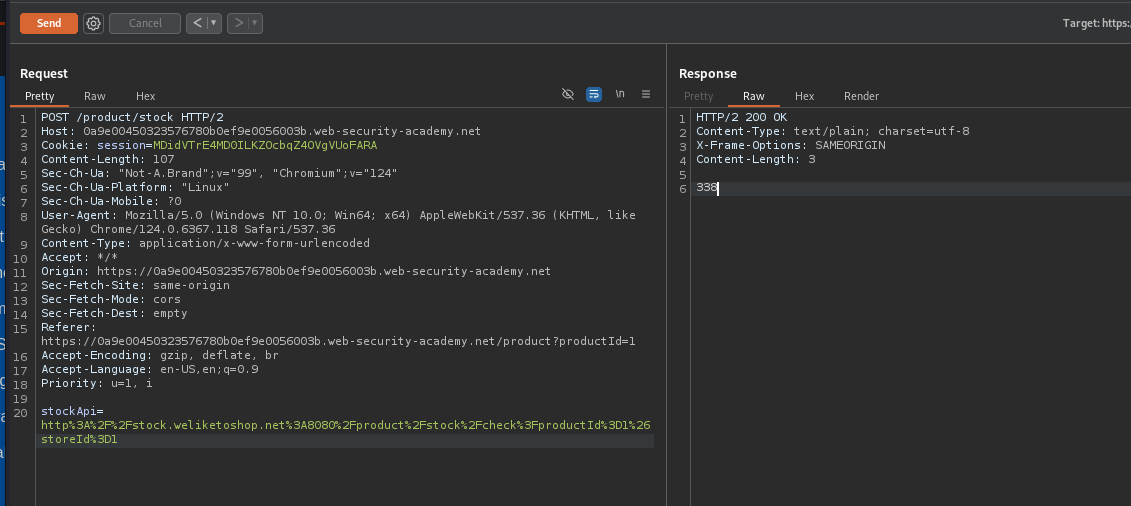 Send
Cancel
<
>
Target: https:
Request
Pretty Raw Hex
\n
1 POST /product/stock HTTP/2
2 Host: 0a9e00450323576780b0ef9e0056003b.web-security-academy.net
3 Cookie: session=MDidVTrE4MD0ILKZOcbqZ4OVgVUoFARA
4 Content-Length: 107
5 Sec-Ch-Ua: "Not-A.Brand";v="99", "Chromium";v="124"
6 Sec-Ch-Ua-Platform: "Linux"
7 Sec-Ch-Ua-Mobile: ?0
8 User-Agent: Mozilla/5.0 (Windows NT 10.0; Win64; x64) AppleWebKit/537.36 (KHTML, like
Gecko) Chrome/124.0.6367.118 Safari/537.36
9 Content-Type: application/x-www-form-urlencoded
10 Accept: */*
11 Origin: https://0a9e00450323576780b0ef9e0056003b.web-security-academy.net
12 Sec-Fetch-Site: same-origin
13 Sec-Fetch-Mode: cors
14 Sec-Fetch-Dest: empty
15 Referer:
https://0a9e00450323576780b0ef9e0056003b.web-security-academy.net/product?productId=1
16 Accept-Encoding: gzip, deflate, br
17 Accept-Language: en-US,en;q=0.9
18 Priority: u=1, i
19
20 stockApi=
http%3A%2F%2Fstock.weliketoshop.net%3A8080%2Fproduct%2Fstock%2Fcheck%3FproductId%3D1%26
storeId%3D1
Response
Pretty Raw Hex Render
1 HTTP/2 200 OK
2 Content-Type: text/plain; charset=utf-8
3 X-Frame-Options: SAMEORIGIN
4 Content-Length: 3
5
6 338